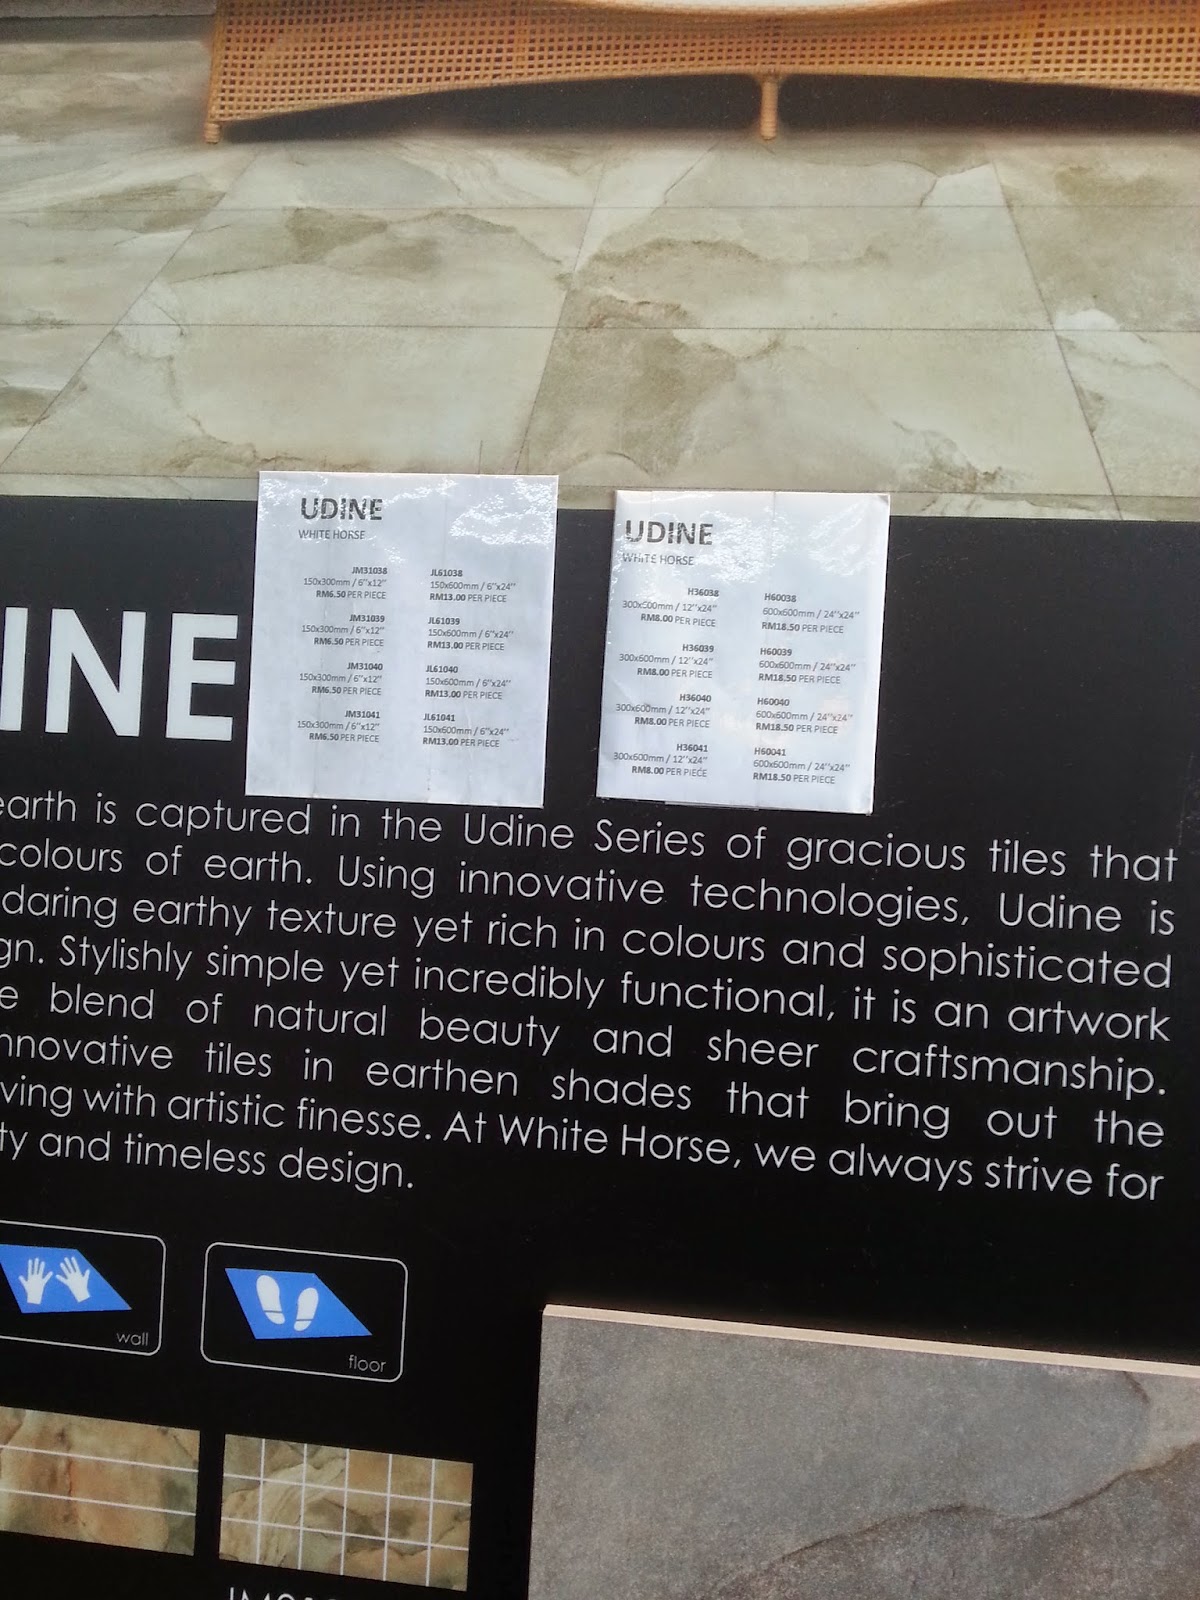 UDINE
WHITE HORSE
JM31038
150x300mm / 6"x12"
RM6.50 PER PIECE
JM31039
150x300mm / 6"x12"
RM6.50 PER PIECE
JM31040
150x300mm / 6"x12"
RM6.50 PER PIECE
JM31041
150x300mm / 6"x12"
RM6.50 PER PIECE
JL61038
150x600mm / 6"x24"
RM13.00 PER PIECE
JL61039
150x600mm / 6"x24"
RM13.00 PER PIECE
JL61040
150x600mm / 6"x24"
RM13.00 PER PIECE
JL61041
150x600mm / 6"x24"
RM13.00 PER PIECE
UDINE
WHITE HORSE
H36038
300x600mm / 12"x24"
RM8.00 PER PIECE
H36039
300x600mm / 12"x24"
RM8.00 PER PIECE
H36040
300x600mm / 12"x24"
RM8.00 PER PIECE
H36041
300x600mm / 12"x24"
RM8.00 PER PIECE
H60038
600x600mm / 24"x24"
RM18.50 PER PIECE
H60039
600x600mm / 24"x24"
RM18.50 PER PIECE
H60040
600x600mm / 24"x24"
RM18.50 PER PIECE
H60041
600x600mm / 24"x24"
RM18.50 PER PIECE
INE
earth is captured in the Udine Series of gracious tiles that
colours of earth. Using innovative technologies, Udine is
daring earthy texture yet rich in colours and sophisticated
gn. Stylishly simple yet incredibly functional, it is an artwork
e blend of natural beauty and sheer craftsmanship.
nnovative tiles in earthen shades that bring out the
ving with artistic finesse. At White Horse, we always strive for
ty and timeless design.
wall
floor